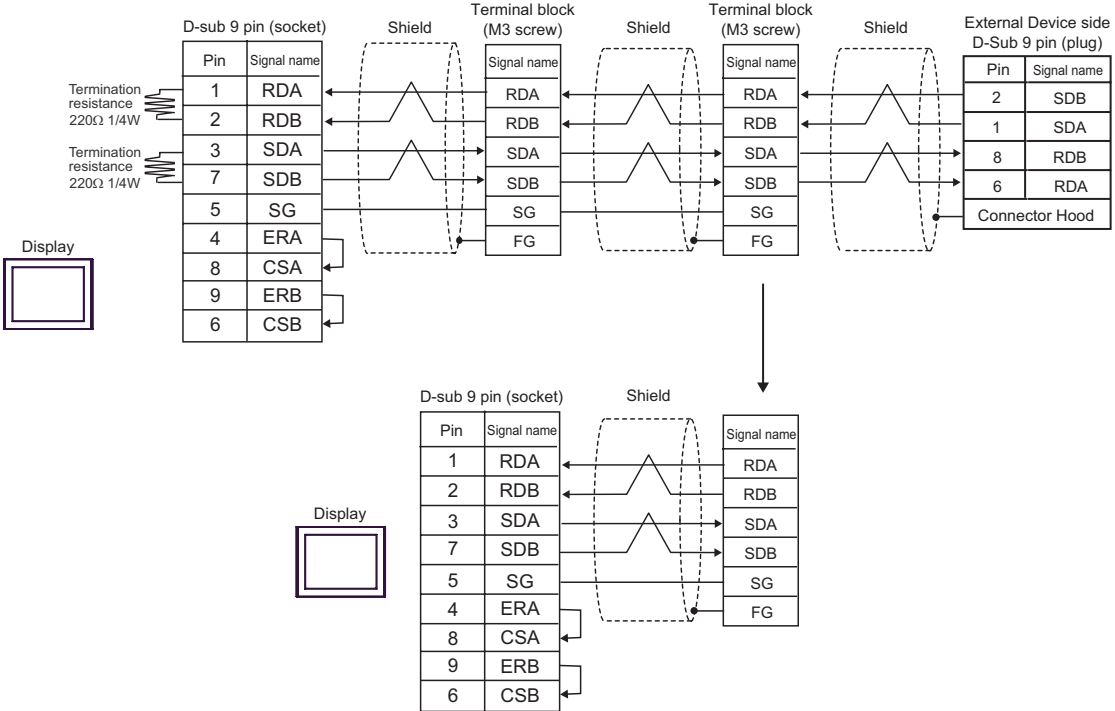 D-sub 9 pin (socket)
Shield
Terminal block
(M3 screw)
Shield
Terminal block
(M3 screw)
Shield
External Device side
D-Sub 9 pin (plug)
Pin Signal name
1 RDA
2 RDB
3 SDA
7 SDB
5 SG
4 ERA
8 CSA
9 ERB
6 CSB
Termination
resistance
220Ω 1/4W
Termination
resistance
220Ω 1/4W
Display
Signal name
RDA
RDB
SDA
SDB
SG
FG
Signal name
RDA
RDB
SDA
SDB
SG
FG
Pin Signal name
2 SDB
1 SDA
8 RDB
6 RDA
Connector Hood
D-sub 9 pin (socket)
Shield
Pin Signal name
1 RDA
2 RDB
3 SDA
7 SDB
5 SG
4 ERA
8 CSA
9 ERB
6 CSB
Display
Signal name
RDA
RDB
SDA
SDB
SG
FG